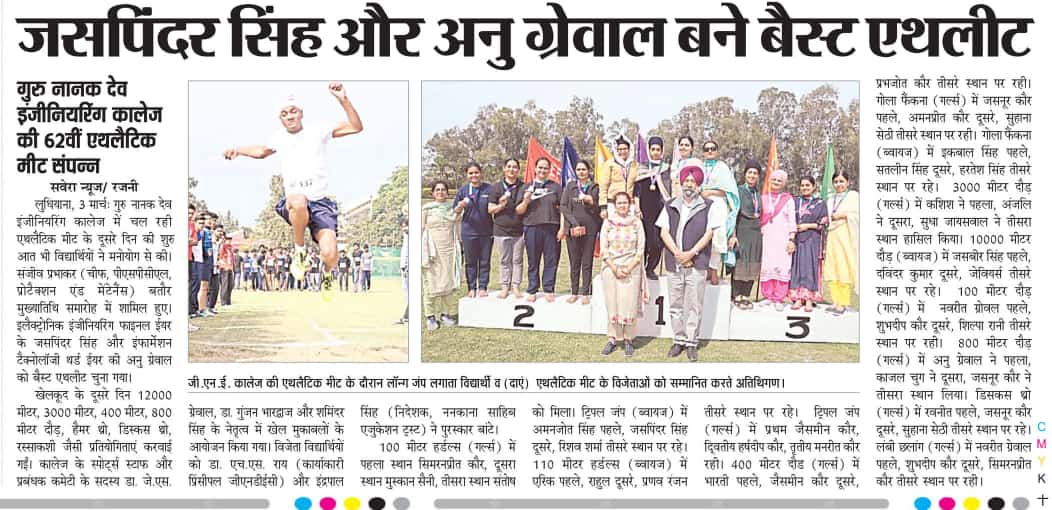 जसपिंदर सिंह और अनु ग्रेवाल बने बैस्ट एथलीट
गुरु नानक देव
इंजीनियरिंग कालेज
की 62वीं एथलैटिक
मीट संपन्न
सवेरा न्यूज/ रजनी
लुधियाना, 3 मार्चः गुरु नानक देव
इंजीनियरिंग कालेज में चल रही
एथलैटिक मीट के दूसरे दिन की शुरु
आत भी विद्यार्थियों ने मनोयोग से की।
संजीव प्रभाकर (चीफ, पीएसपीसीएल,
प्रोटैक्शन एंड मेंटेनैंस) बतौर
मुख्यातिथि समारोह में शामिल हुए।
इलैक्ट्रोनिक इंजीनियरिंग फाइनल ईयर
के जसपिंदर सिंह और इंफार्मेशन
टैक्नोलॉजी थर्ड ईयर की अनु ग्रेवाल
को बैस्ट एथलीट चुना गया।
खेलकूद के दूसरे दिन 12000
मीटर, 3000 मीटर, 400 मीटर, 800
मीटर दौड़, हैमर थ्रो, डिस्कस थ्रो,
रस्साकशी जैसी प्रतियोगिताएं करवाई
गईं। कालेज के स्पोर्ट्स स्टाफ और
प्रबंधक कमेटी के सदस्य डा. जे.एस.
जी.एन.ई. कालेज की एथलैटिक मीट के दौरान लॉन्ग जंप लगाता विद्यार्थी व (दाएं) एथलैटिक मीट के विजेताओं को सम्मानित करते अतिथिगण।
2
1
3
ग्रेवाल, डा. गुंजन भारद्वाज और शमिंदर
सिंह के नेतृत्व में खेल मुकाबलों के
आयोजन किया गया। विजेता विद्यार्थियों
को डा. एच.एस. राय (कार्याकारी
प्रिंसीपल जीएनडीईसी) और इंद्रपाल
सिंह (निदेशक, ननकाना साहिब
एजुकेशन ट्रस्ट) ने पुरस्कार बांटे।
100 मीटर हर्डल्स (गर्ल्स) में
पहला स्थान सिमरनप्रीत कौर, दूसरा
स्थान मुस्कान सैनी, तीसरा स्थान संतोष
को मिला। ट्रिपल जंप (ब्वायज) में
अमनजोत सिंह पहले, जसपिंदर सिंह
दूसरे, रिशव शर्मा तीसरे स्थान पर रहे।
110 मीटर हर्डल्स (ब्वायज) में
एरिक पहले, राहुल दूसरे, प्रणव रंजन
तीसरे स्थान पर रहे। ट्रिपल जंप
(गर्ल्स) में प्रथम जैसमीन कौर,
द्वितीय हर्षदीप कौर, तृतीय मनरीत कौर
रही। 400 मीटर दौड (गर्ल्स) में
भारती पहले, जैसमीन कौर दूसरे,
प्रभजोत कौर तीसरे स्थान पर रही।
गोला फैंकना (गर्ल्स) में जसनूर कौर
पहले, अमनप्रीत कौर दूसरे, सुहाना
सेठी तीसरे स्थान पर रही। गोला फैंकना
(ब्वायज) में इकबाल सिंह पहले,
सतलीन सिंह दूसरे, हरतेश सिंह तीसरे
स्थान पर रहे। 3000 मीटर दौड़
(गर्ल्स) में कशिश ने पहला, अंजलि
ने दूसरा, सुधा जायसवाल ने तीसरा
स्थान हासिल किया। 10000 मीटर
दौड़ (ब्वायज) में जसबीर सिंह पहले,
दविंदर कुमार दूसरे, जेवियर्स तीसरे
स्थान पर रहे। 100 मीटर दौड़
(गर्ल्स) में नवरीत ग्रेवाल पहले,
शुभदीप कौर दूसरे, शिल्पा रानी तीसरे
स्थान पर रही। 800 मीटर दौड़
(गर्ल्स) में अनु ग्रेवाल ने पहला,
काजल चुग ने दूसरा, जसनूर कौर ने
तीसरा स्थान लिया। डिसकस थ्रो
(गर्ल्स) में रवनीत पहले, जसनूर कौर
दूसरे, सुहाना सेठी तीसरे स्थान पर रहे।
लंबी छलांग (गर्ल्स) में नवरीत ग्रेवाल
पहले, शुभदीप कौर दूसरे, सिमरनप्रीत
कौर तीसरे स्थान पर रही।
C
M
Y
K